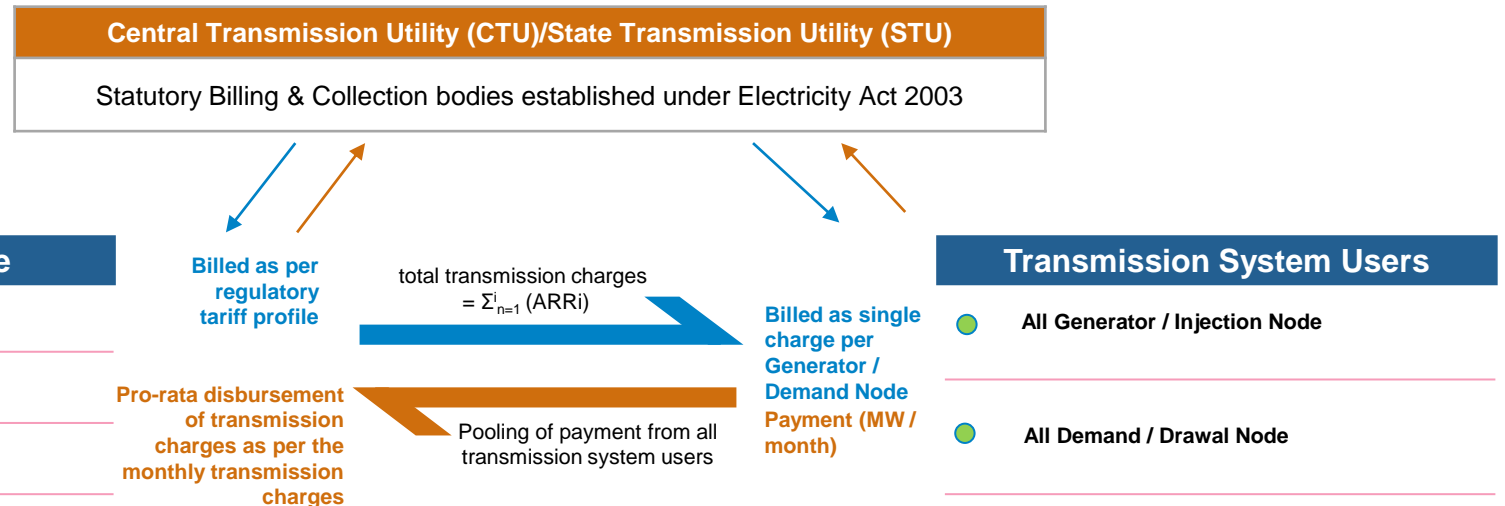 Central Transmission Utility (CTU)/State Transmission Utility (STU)
Statutory Billing & Collection bodies established under Electricity Act 2003
e
Billed as per
regulatory
tariff profile
Pro-rata disbursement
of transmission
charges as per the
monthly transmission
charges
total transmission charges
= Σⁱₙ₌₁ (ARRi)
Pooling of payment from all
transmission system users
Billed as single
charge per
Generator /
Demand Node
Payment (MW /
month)
Transmission System Users
All Generator / Injection Node
All Demand / Drawal Node